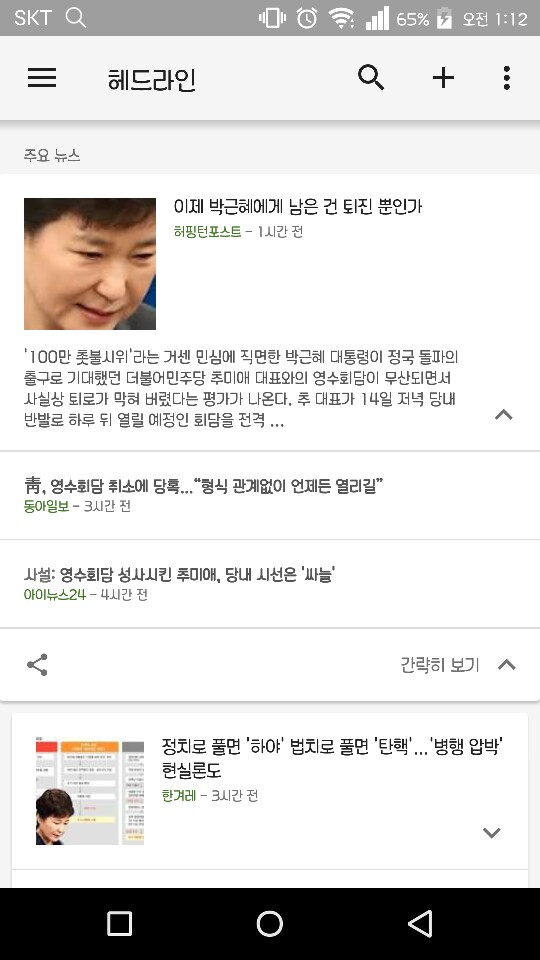 SKT
65%
오전 1:12
헤드라인
주요 뉴스
이제 박근혜에게 남은 건 퇴진 뿐인가
허핑턴포스트 – 1시간 전
'100만 촛불시위'라는 거센 민심에 직면한 박근혜 대통령이 정국 돌파의
출구로 기대했던 더불어민주당 추미애 대표와의 영수회담이 무산되면서
사실상 퇴로가 막혀 버렸다는 평가가 나온다. 추 대표가 14일 저녁 당내
반발로 하루 뒤 열릴 예정인 회담을 전격 ...
靑, 영수회담 취소에 당혹...“형식 관계없이 언제든 열리길”
동아일보 – 3시간 전
사설: 영수회담 성사시킨 추미애, 당내 시선은 '싸늘'
아이뉴스24 – 4시간 전
간략히 보기
정치로 풀면 '하야' 법치로 풀면 '탄핵'...'병행 압박'
현실론도
한겨레 – 3시간 전